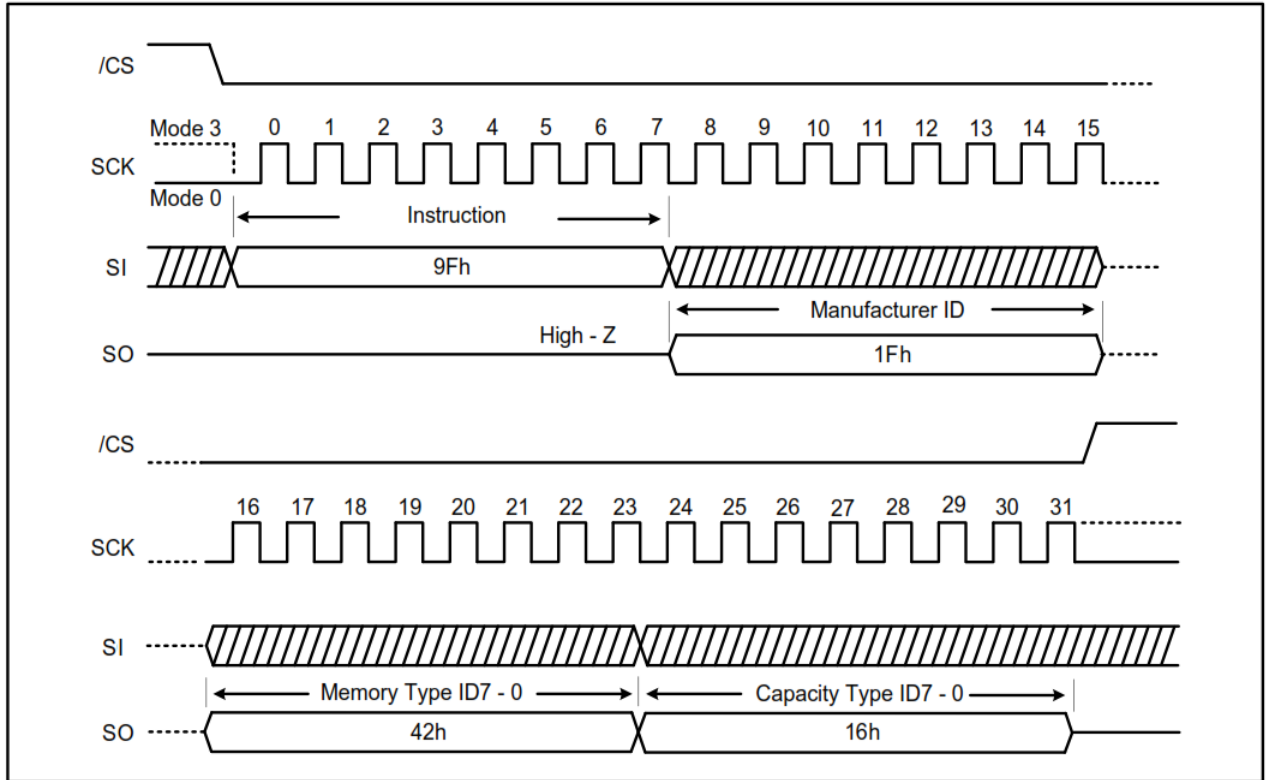 /CS
Mode 3 0 1 2 3 4 5 6 7 8 9 10 11 12 13 14 15
SCK
Mode 0
Instruction
SI 9Fh
Manufacturer ID
High - Z
SO 1Fh
/CS
16 17 18 19 20 21 22 23 24 25 26 27 28 29 30 31
SCK
SI
Memory Type ID7 - 0 Capacity Type ID7 - 0
SO 42h 16h